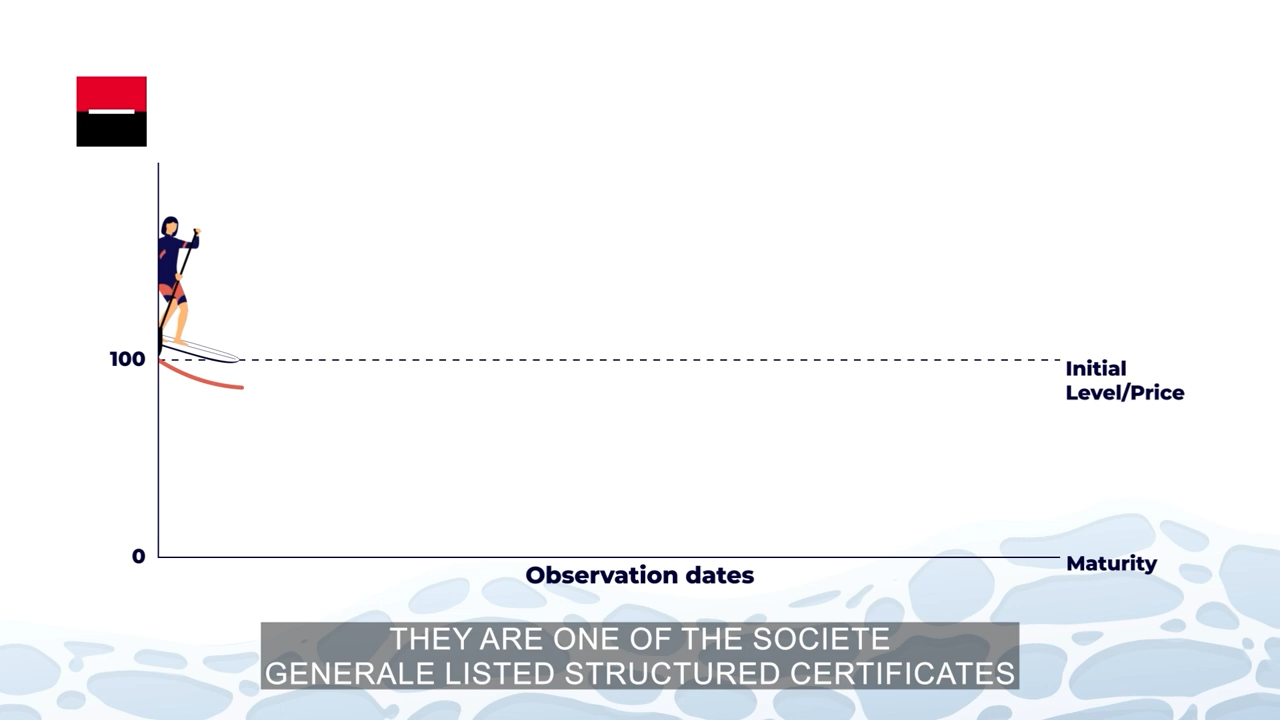 100
Initial
Level/Price
0
Maturity
Observation dates
THEY ARE ONE OF THE SOCIETE
GENERALE LISTED STRUCTURED CERTIFICATES